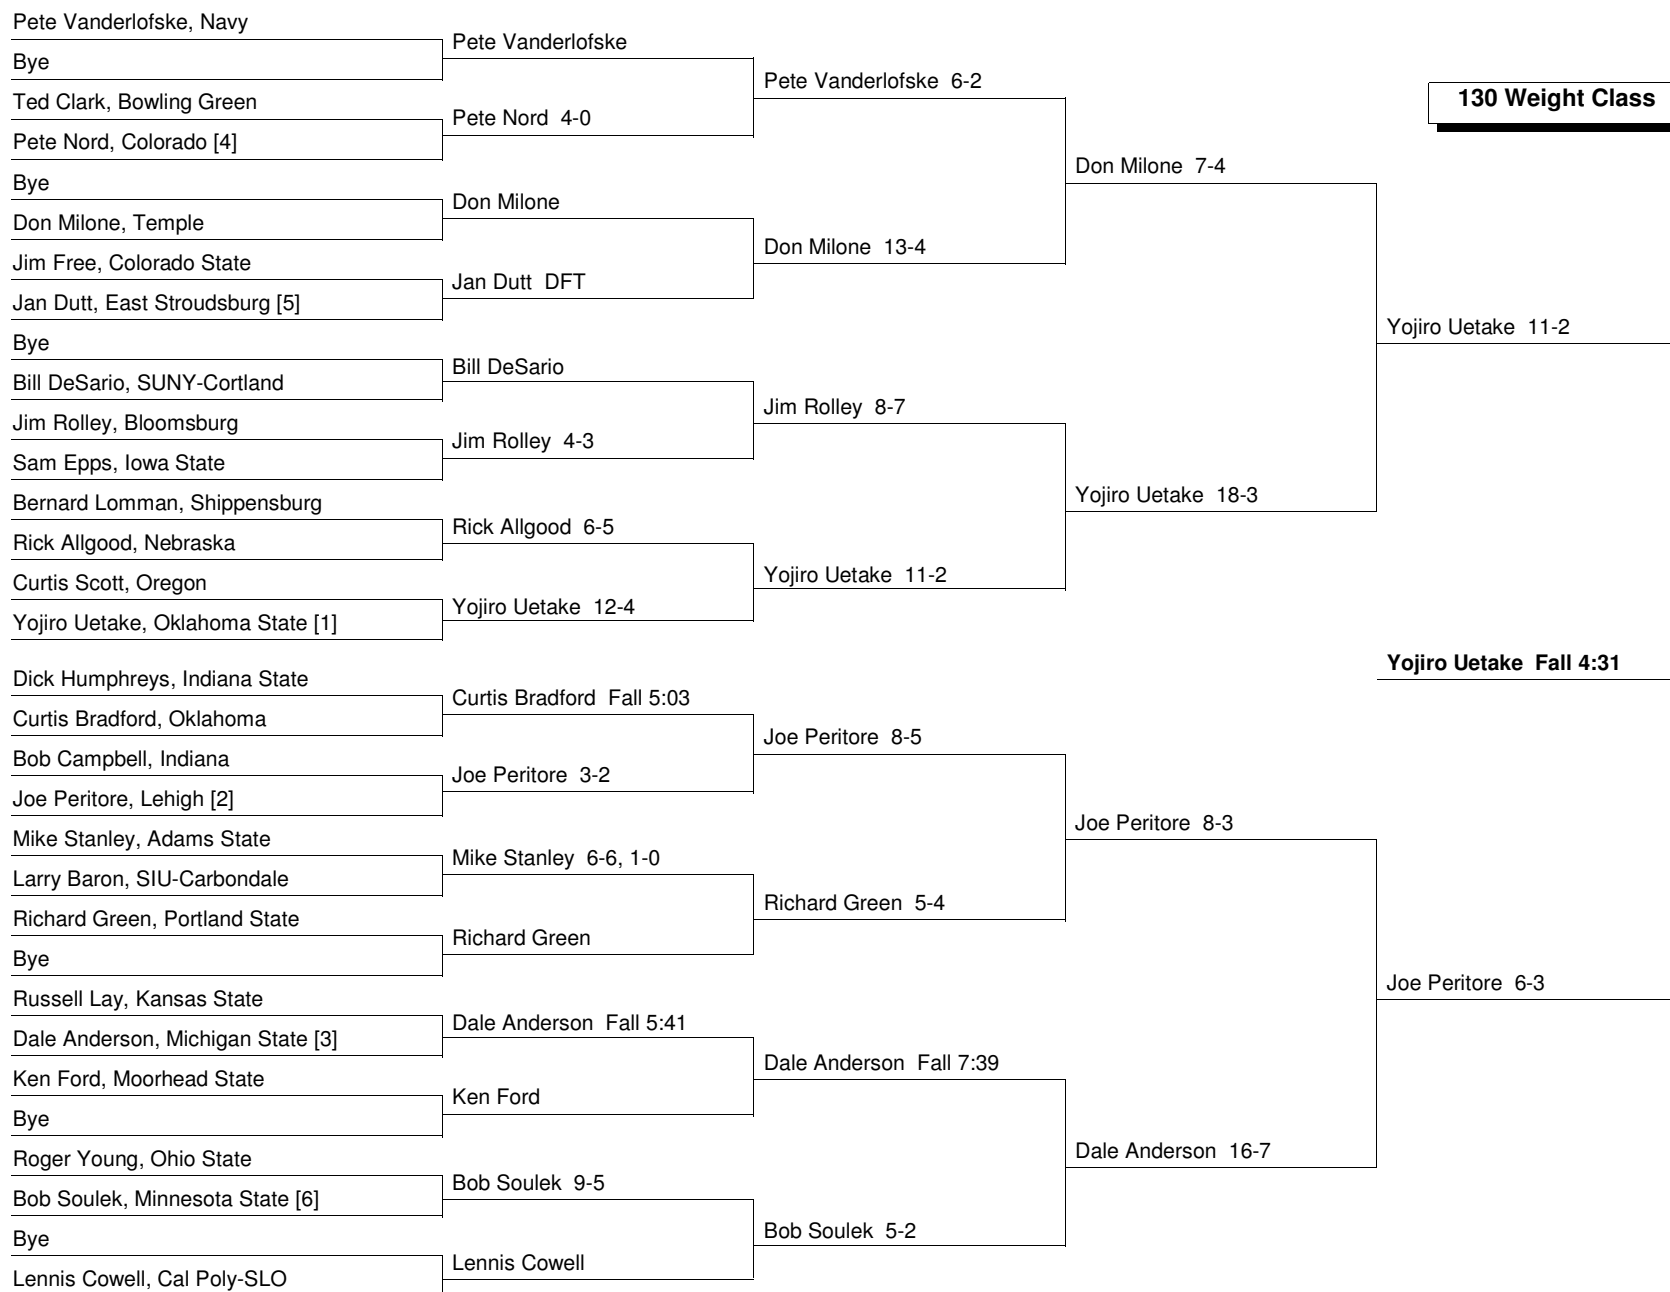 Pete Vanderlofske, Navy
Bye
Ted Clark, Bowling Green
Pete Nord, Colorado [4]
Bye
Don Milone, Temple
Jim Free, Colorado State
Jan Dutt, East Stroudsburg [5]
Bye
Bill DeSario, SUNY-Cortland
Jim Rolley, Bloomsburg
Sam Epps, Iowa State
Bernard Lomman, Shippensburg
Rick Allgood, Nebraska
Curtis Scott, Oregon
Yojiro Uetake, Oklahoma State [1]
Dick Humphreys, Indiana State
Curtis Bradford, Oklahoma
Bob Campbell, Indiana
Joe Peritore, Lehigh [2]
Mike Stanley, Adams State
Larry Baron, SIU-Carbondale
Richard Green, Portland State
Bye
Russell Lay, Kansas State
Dale Anderson, Michigan State [3]
Ken Ford, Moorhead State
Bye
Roger Young, Ohio State
Bob Soulek, Minnesota State [6]
Bye
Lennis Cowell, Cal Poly-SLO
Pete Vanderlofske
Pete Nord 4-0
Don Milone
Jan Dutt DFT
Bill DeSario
Jim Rolley 4-3
Rick Allgood 6-5
Yojiro Uetake 12-4
Curtis Bradford Fall 5:03
Joe Peritore 3-2
Mike Stanley 6-6, 1-0
Richard Green
Dale Anderson Fall 5:41
Ken Ford
Bob Soulek 9-5
Lennis Cowell
Pete Vanderlofske 6-2
Don Milone 13-4
Jim Rolley 8-7
Yojiro Uetake 11-2
Joe Peritore 8-5
Richard Green 5-4
Dale Anderson Fall 7:39
Bob Soulek 5-2
Don Milone 7-4
Yojiro Uetake 18-3
Joe Peritore 8-3
Dale Anderson 16-7
130 Weight Class
Yojiro Uetake 11-2
Yojiro Uetake Fall 4:31
Joe Peritore 6-3